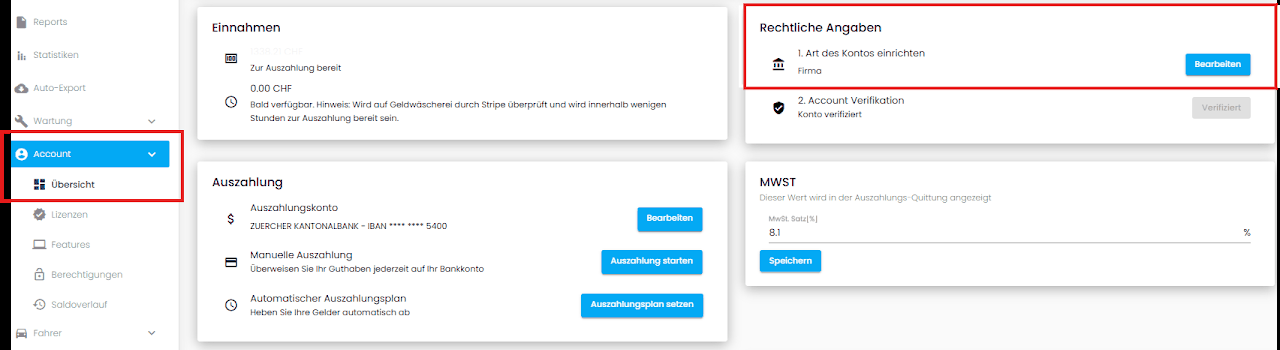 Reports
Statistiken
Auto-Export
Wartung
Account
Übersicht
Lizenzen
Features
Berechtigungen
Saldoverlauf
Fahrer
Einnahmen
Zur Auszahlung bereit
0.00 CHF
Bald verfügbar. Hinweis: Wird auf Geldwäscherei durch Stripe überprüft und wird innerhalb wenigen
Stunden zur Auszahlung bereit sein.
Rechtliche Angaben
1. Art des Kontos einrichten
Firma
Bearbeiten
2. Account Verifikation
Konto verifiziert
Verifiziert
Auszahlung
Auszahlungskonto
ZUERCHER KANTONALBANK - IBAN **** **** 5400
Bearbeiten
Manuelle Auszahlung
Überweisen Sie Ihr Guthaben jederzeit auf Ihr Bankkonto
Auszahlung starten
Automatischer Auszahlungsplan
Heben Sie Ihre Gelder automatisch ab
Auszahlungsplan setzen
MWST
Dieser Wert wird in der Auszahlungs-Quittung angezeigt
MwSt. Satz[%]
8.1 %
Speichern